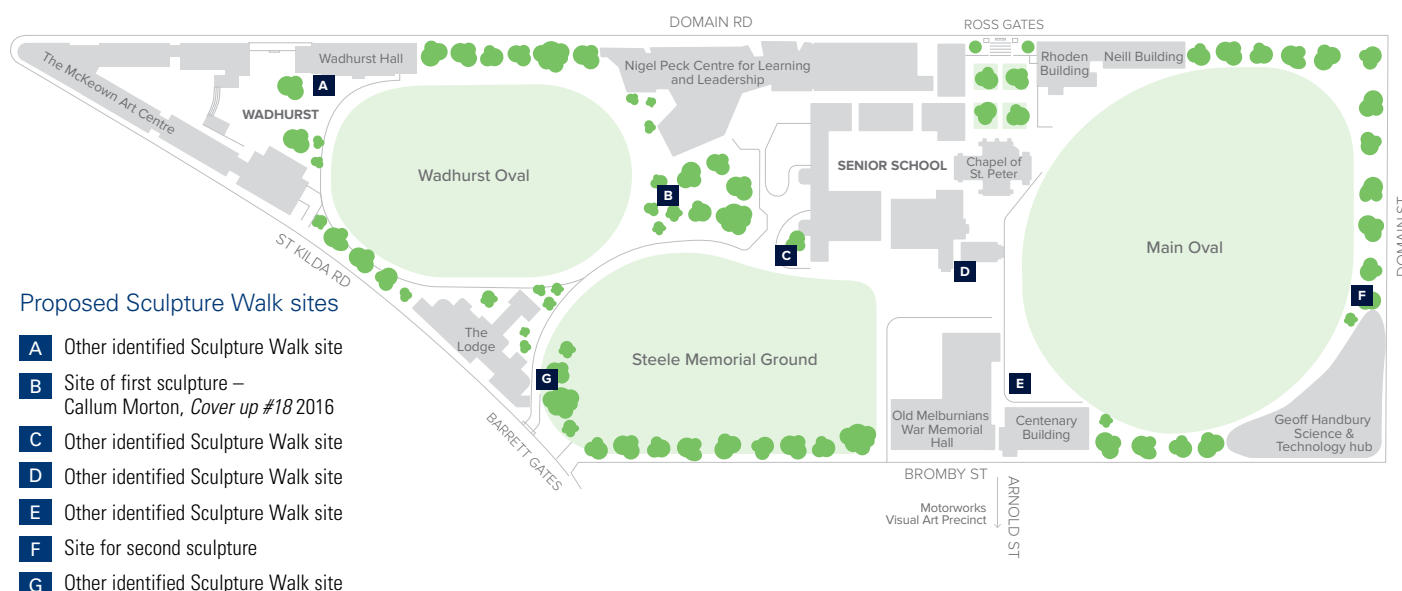 DOMAIN RD
ROSS GATES
The McKeown Art Centre
Wadhurst Hall
Nigel Peck Centre for Learning
and Leadership
Rhoden
Building
Neill Building
A
WADHURST
Wadhurst Oval
B
SENIOR SCHOOL
Chapel of
St. Peter
C
D
Main Oval
DOMAIN ST
F
ST KILDA RD
The
Lodge
Steele Memorial Ground
G
E
BARRETT GATES
Old Melburnians
War Memorial
Hall
Centenary
Building
Geoff Handbury
Science &
Technology hub
BROMBY ST
ARNOLD ST
Motorworks
Visual Art Precinct
Proposed Sculpture Walk sites
A Other identified Sculpture Walk site
B Site of first sculpture –
Callum Morton, Cover up #18 2016
C Other identified Sculpture Walk site
D Other identified Sculpture Walk site
E Other identified Sculpture Walk site
F Site for second sculpture
G Other identified Sculpture Walk site